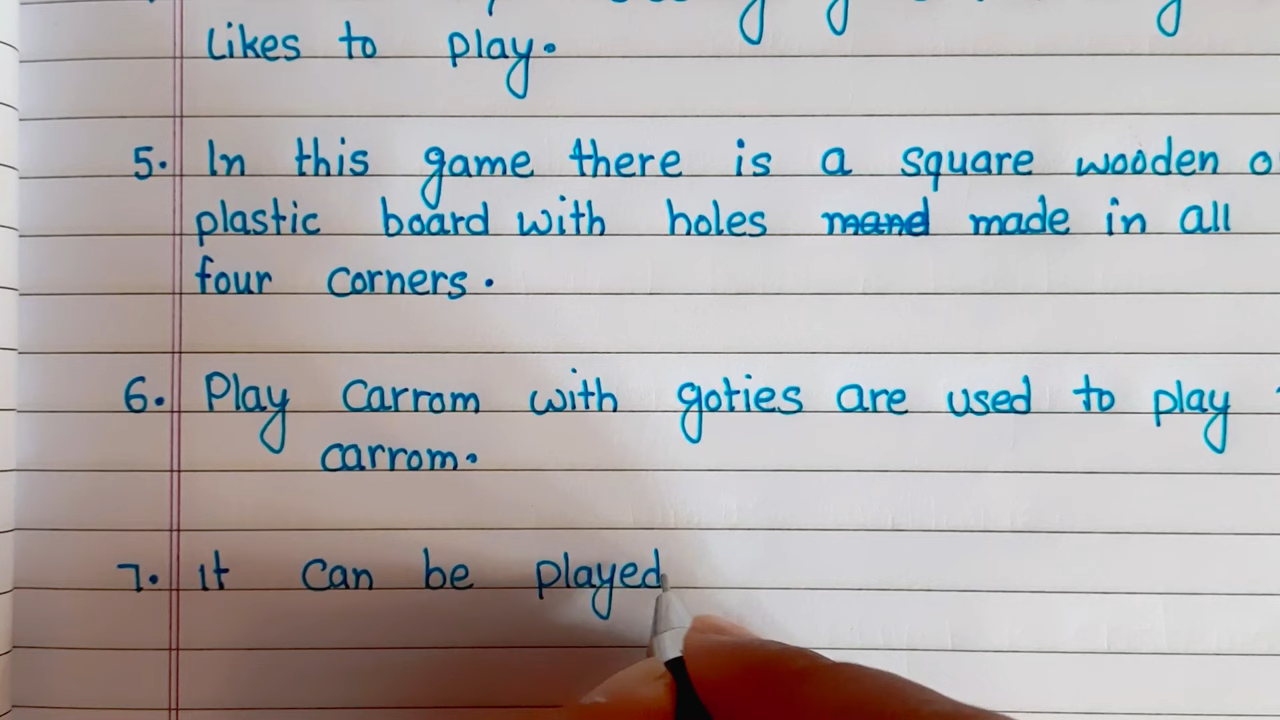 likes to play.
5. In this game there is a square wooden
plastic board with holes mand made in all
four corners.
6. Play carrom with goties are used to play
carrom.
7. it can be played